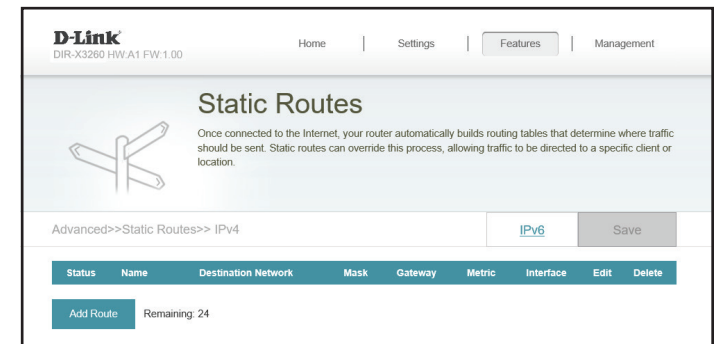 D-Link
DIR-X3260 HW:A1 FW:1.00
Home | Settings | Features | Management
Static Routes
Once connected to the Internet, your router automatically builds routing tables that determine where traffic
should be sent. Static routes can override this process, allowing traffic to be directed to a specific client or
location.
Advanced>>Static Routes>> IPv4
IPv6
Save
Status Name Destination Network Mask Gateway Metric Interface Edit Delete
Add Route Remaining: 24